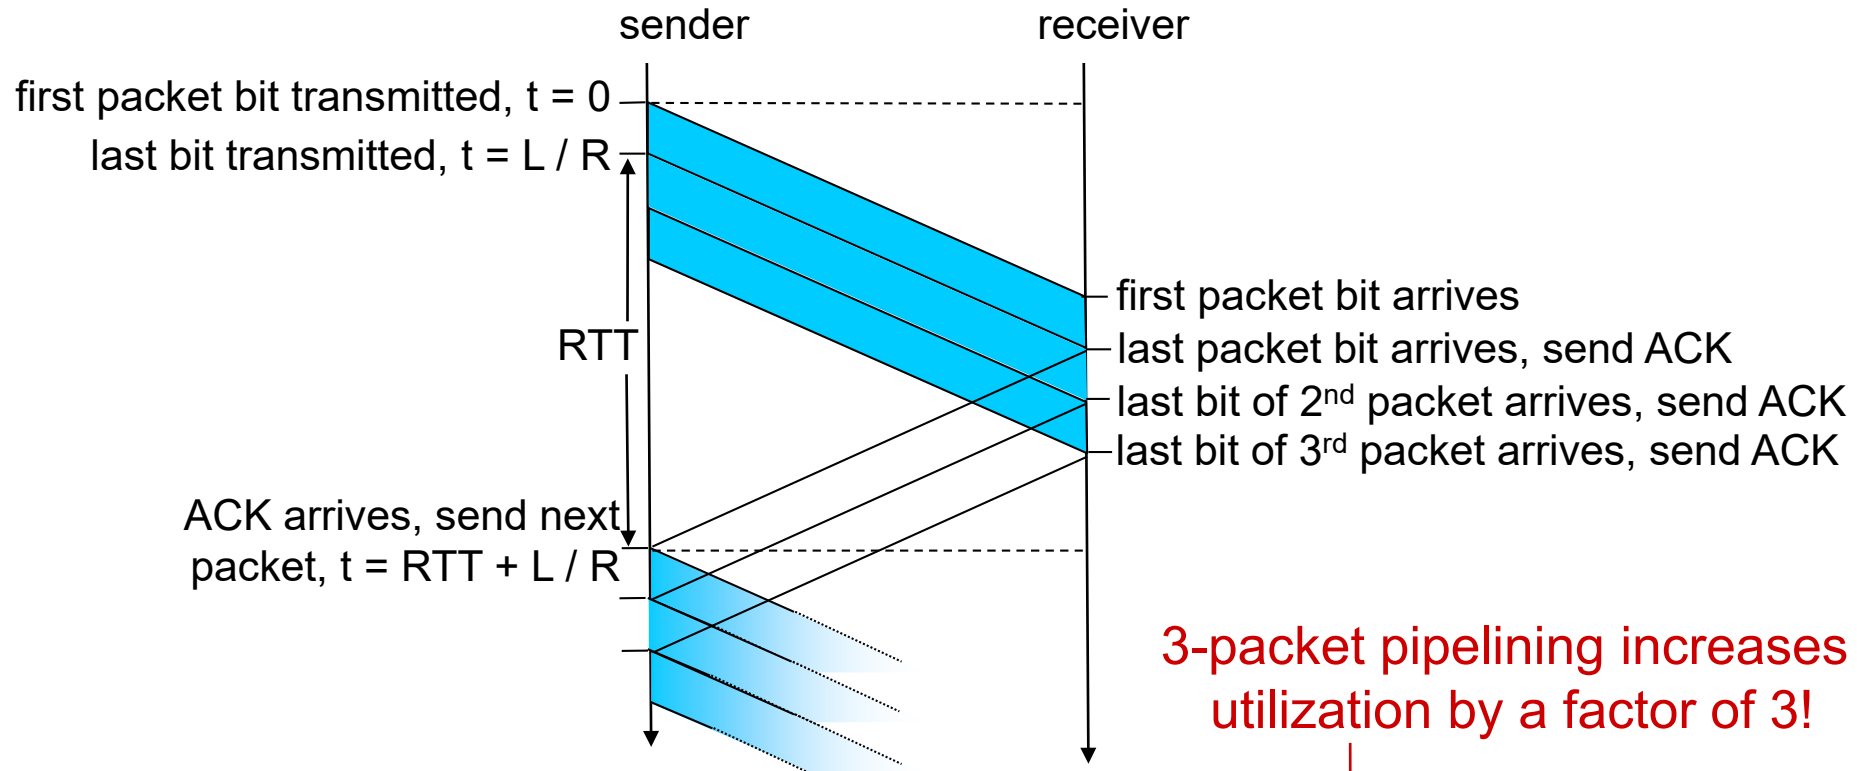 sender
receiver
first packet bit transmitted, t = 0
last bit transmitted, t = L / R
RTT
first packet bit arrives
last packet bit arrives, send ACK
last bit of 2nd packet arrives, send ACK
last bit of 3rd packet arrives, send ACK
ACK arrives, send next
packet, t = RTT + L / R
3-packet pipelining increases
utilization by a factor of 3!